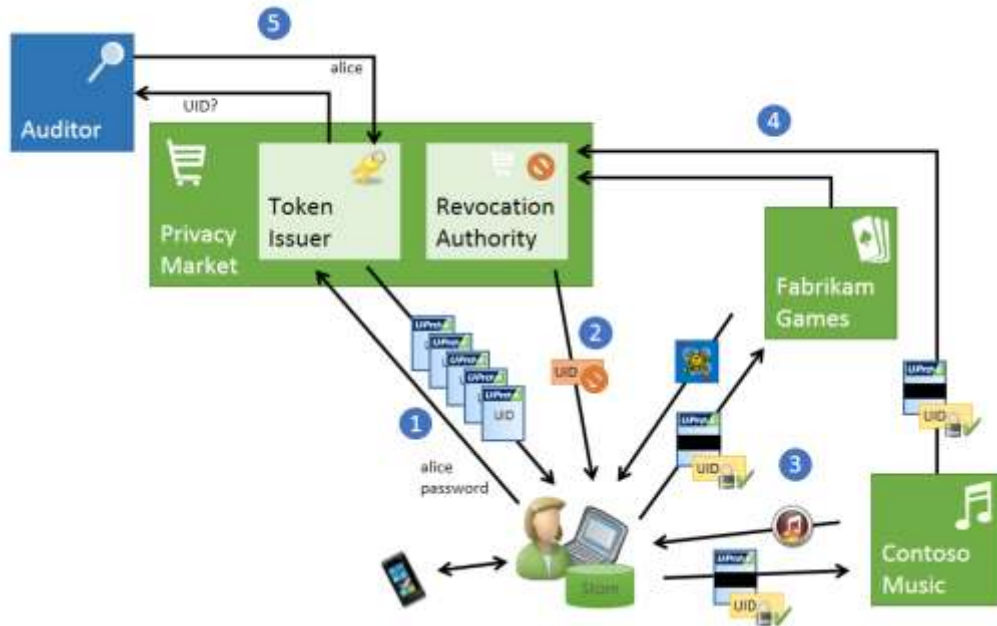 5
alice
UID?
Auditor
4
Token
Issuer
Revocation
Authority
Privacy
Market
Fabrikam
Games
2
UID
UID
1
alice
password
UID
UID
3
Contoso
Music
UID
Store